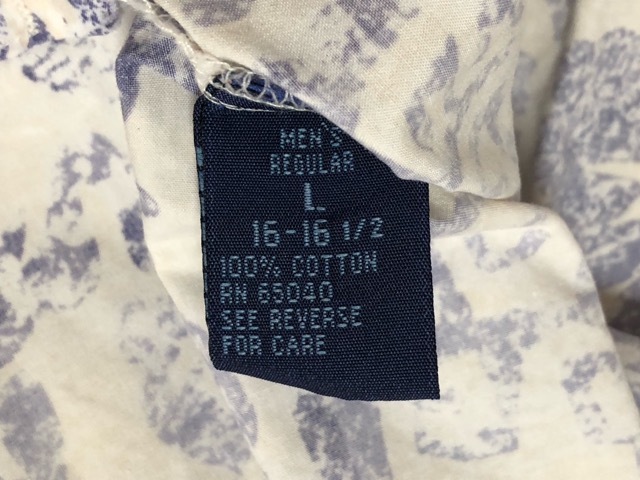 MEN'S
REGULAR
L
16-16 1/2
100% COTTON
RN 65040
SEE REVERSE
FOR CARE